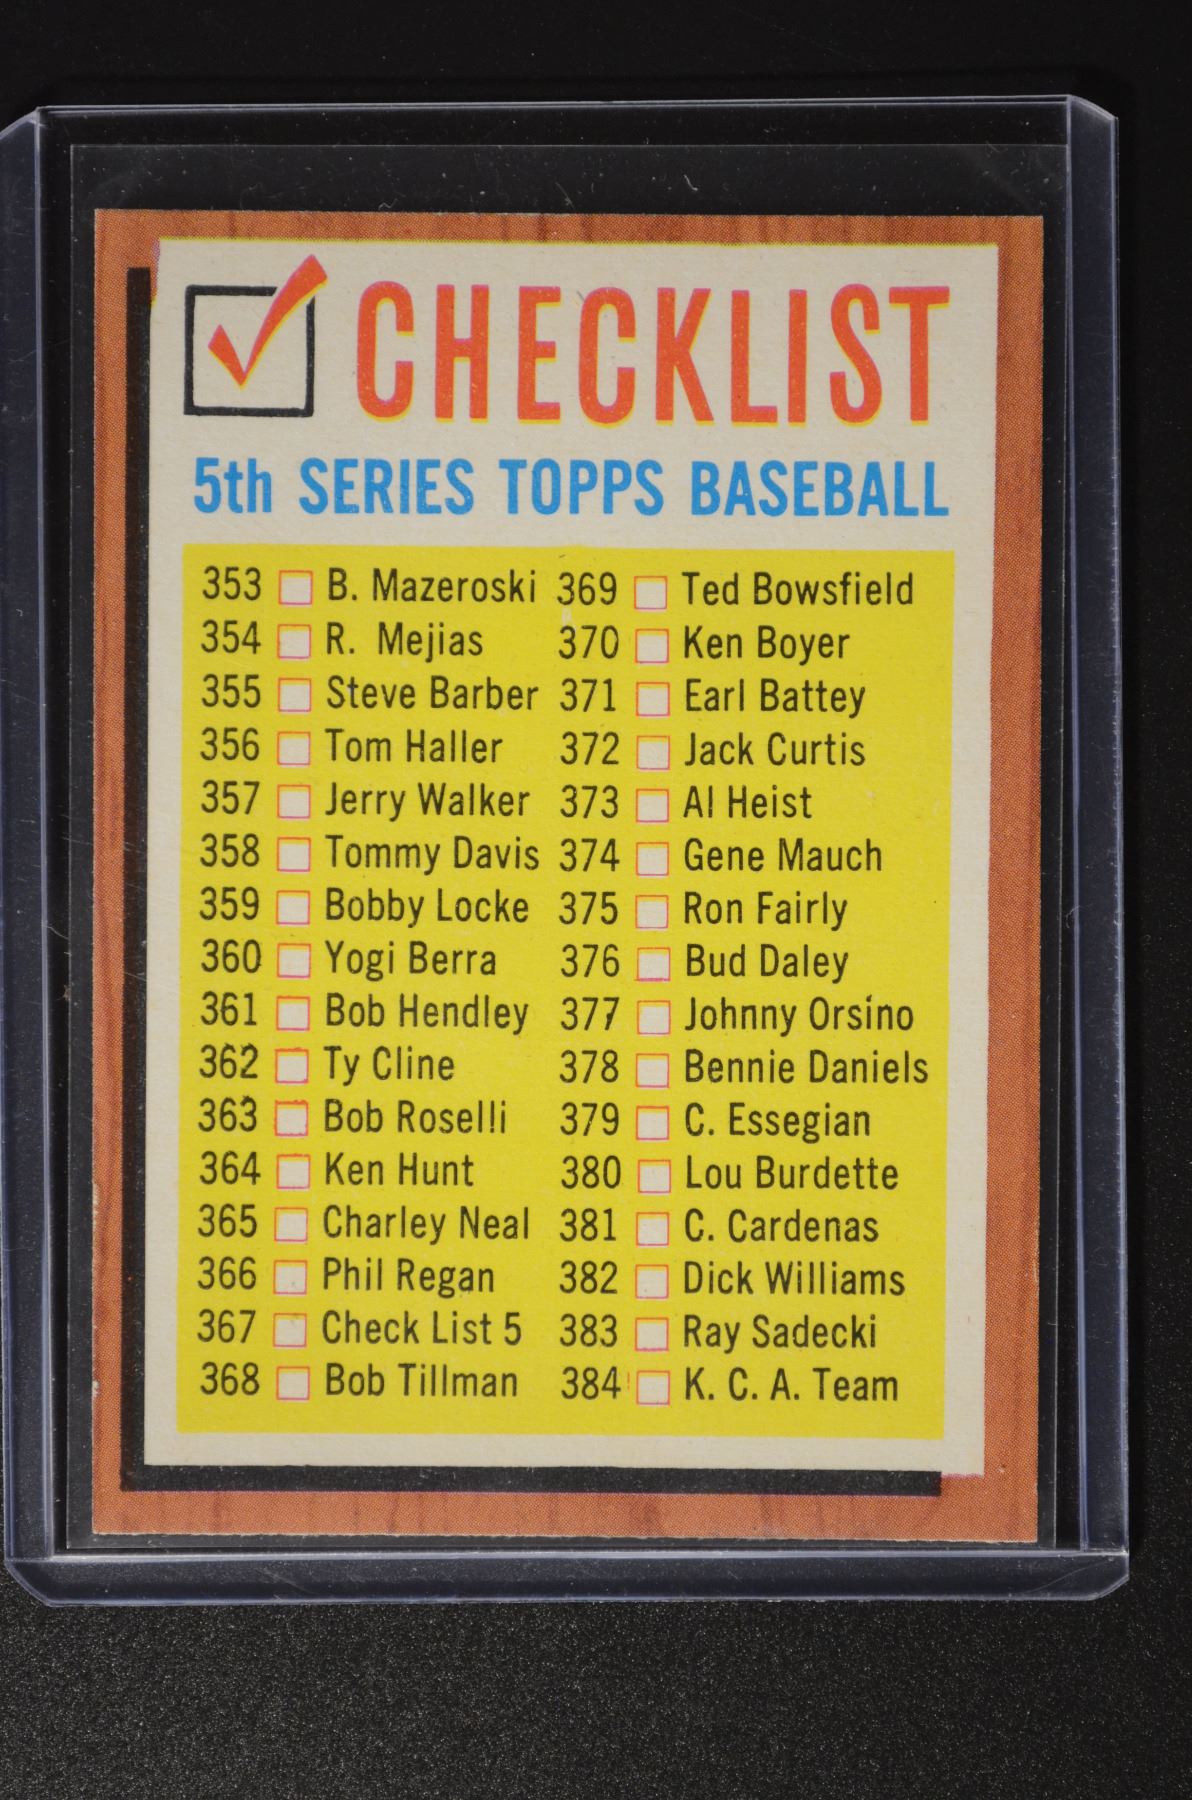 CHECKLIST
5th SERIES TOPPS BASEBALL
353 B. Mazeroski
354 R. Mejias
355 Steve Barber
356 Tom Haller
357 Jerry Walker
358 Tommy Davis
359 Bobby Locke
360 Yogi Berra
361 Bob Hendley
362 Ty Cline
363 Bob Roselli
364 Ken Hunt
365 Charley Neal
366 Phil Regan
367 Check List 5
368 Bob Tillman
369 Ted Bowsfield
370 Ken Boyer
371 Earl Battey
372 Jack Curtis
373 Al Heist
374 Gene Mauch
375 Ron Fairly
376 Bud Daley
377 Johnny Orsino
378 Bennie Daniels
379 C. Essegian
380 Lou Burdette
381 C. Cardenas
382 Dick Williams
383 Ray Sadecki
384 K. C. A. Team